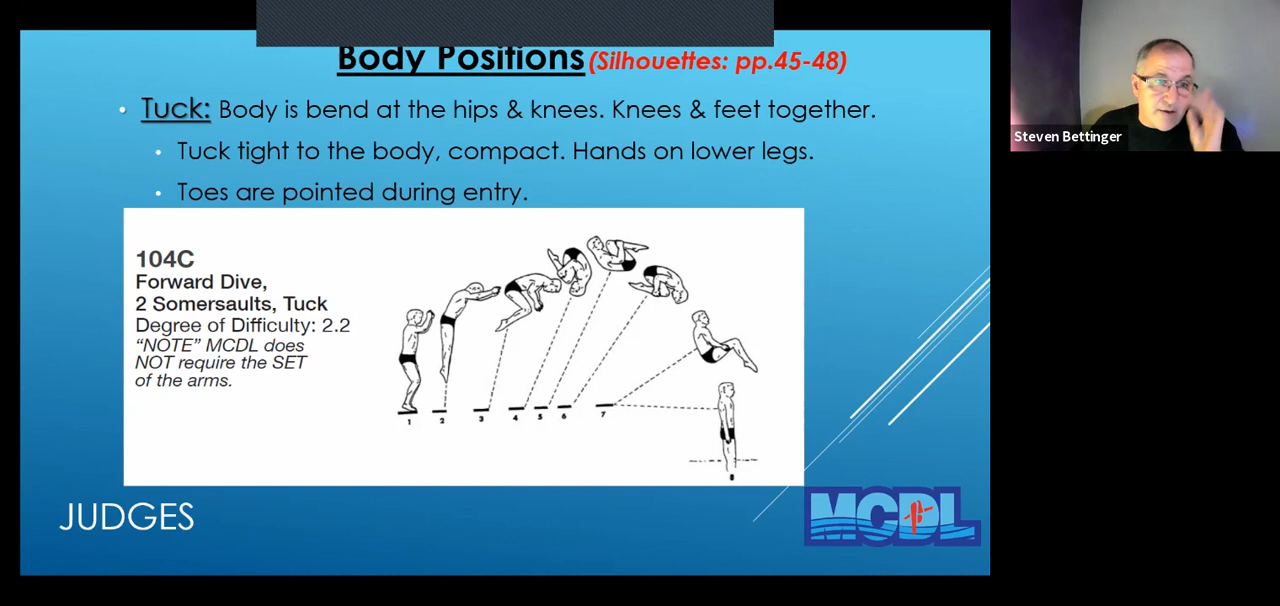 Body Positions (Silhouettes: pp.45-48)
• Tuck: Body is bend at the hips & knees. Knees & feet together.
• Tuck tight to the body, compact. Hands on lower legs.
• Toes are pointed during entry.
104C
Forward Dive,
2 Somersaults, Tuck
Degree of Difficulty: 2.2
“NOTE” MCDL does
NOT require the SET
of the arms.
1 2 3 4 5 6 7
8
JUDGES
MCDL
Steven Bettinger